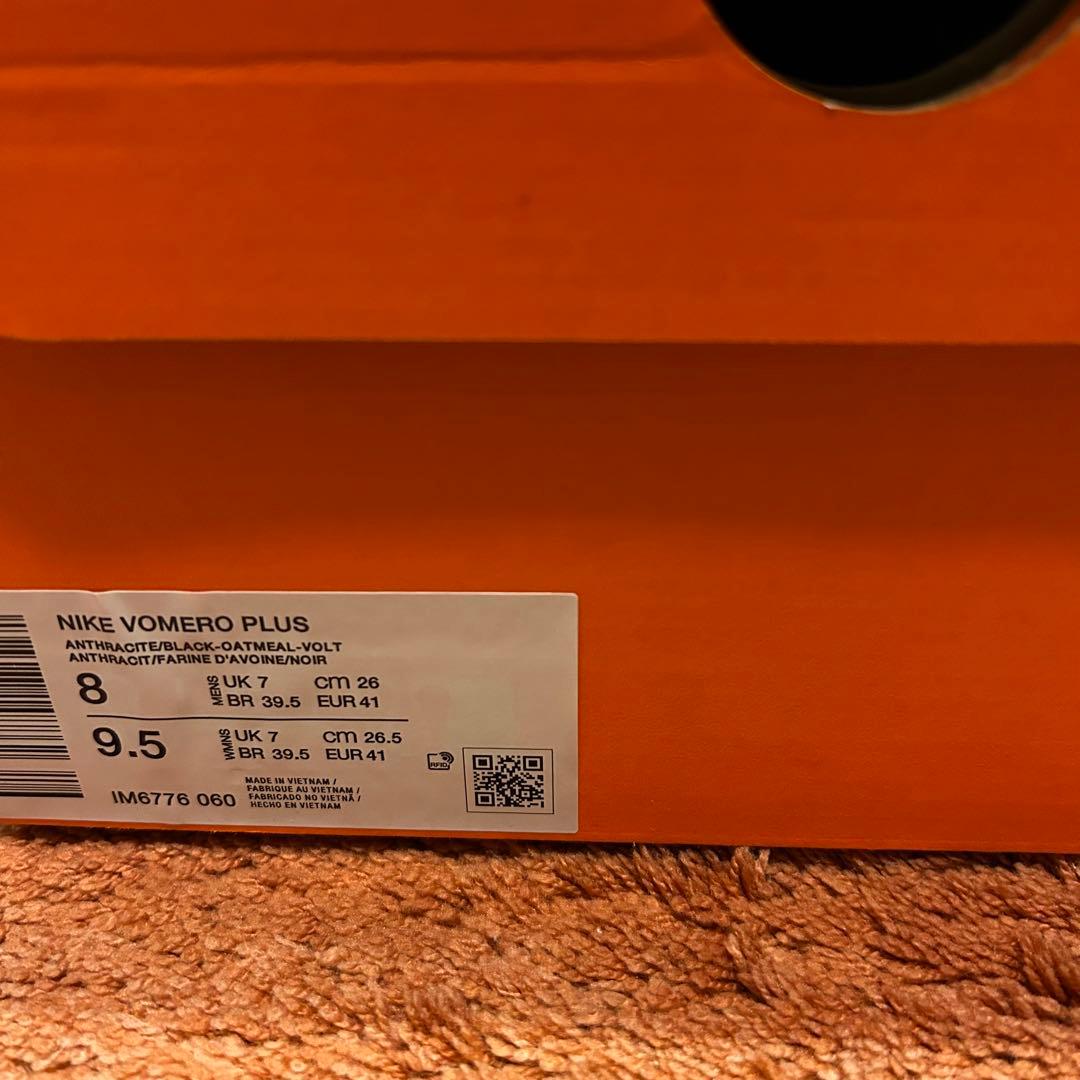 NIKE VOMERO PLUS
ANTHRACITE/BLACK-OATMEAL-VOLT
ANTHRACIT/FARINE D'AVOINE/NOIR
8 MENS UK 7 cm 26
BR 39.5 EUR 41
9.5 WMNS UK 7 cm 26.5
BR 39.5 EUR 41
RFID
MADE IN VIETNAM /
FABRIQUE AU VIETNAM /
FABRICADO NO VIETNÃ /
HECHO EN VIETNAM
IM6776 060